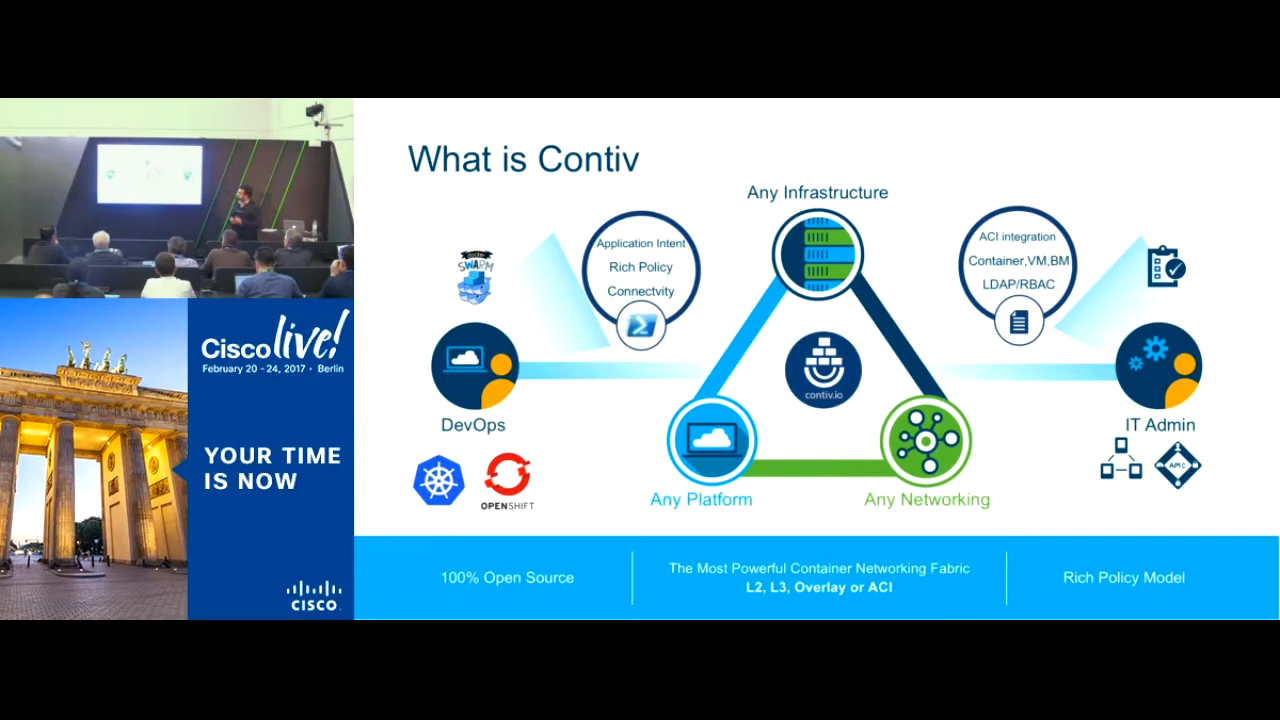 What is Contiv
Any Infrastructure
Application Intent
Rich Policy
Connectvity
ACI integration
Container,VM,BM
LDAP/RBAC
docker
SWARM
contiv.io
DevOps
IT Admin
OPENSHIFT
APIC
Any Platform
Any Networking
100% Open Source
The Most Powerful Container Networking Fabric
L2, L3, Overlay or ACI
Rich Policy Model
Cisco live!
February 20 - 24, 2017 • Berlin
YOUR TIME
IS NOW
CISCO